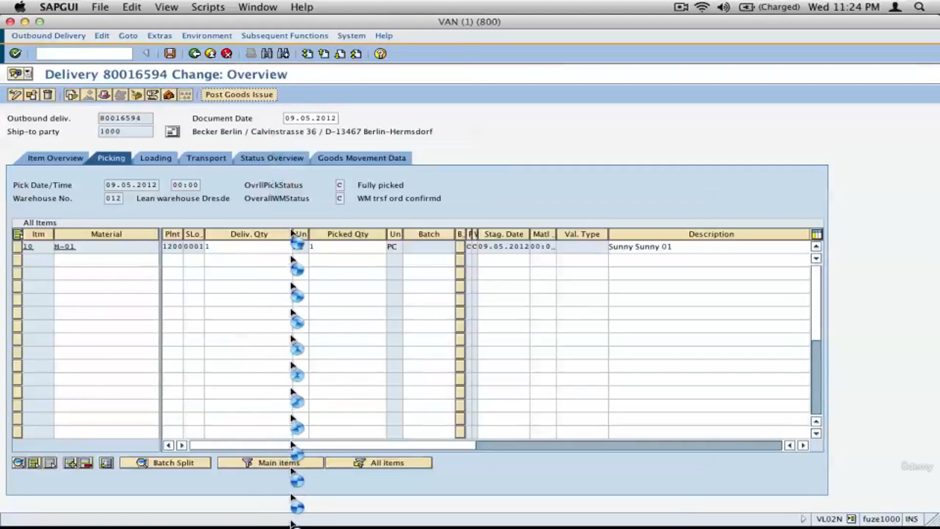 SAPGUI File Edit View Scripts Window Help (Charged) Wed 11:24 PM
VAN (1) (800)
Outbound Delivery Edit Goto Extras Environment Subsequent Functions System Help
Delivery 80016594 Change: Overview
Post Goods Issue
Outbound deliv. 80016594 Document Date 09.05.2012
Ship-to party 1000 Becker Berlin / Calvinstrasse 36 / D-13467 Berlin-Hermsdorf
Item Overview Picking Loading Transport Status Overview Goods Movement Data
Pick Date/Time 09.05.2012 00:00 OvrllPickStatus C Fully picked
Warehouse No. 012 Lean warehouse Dresde OverallWMStatus C WM trsf ord confirmd
All Items
Itm Material Plnt SLo. Deliv. Qty Un Picked Qty Un Batch B. P V Stag. Date Matl . Val. Type Description
10 H-01 1200 0001 1 1 PC C C 09.05.2012 00:0_ Sunny Sunny 01
Batch Split Main items All items
Udemy
VL02N fuze1000 INS